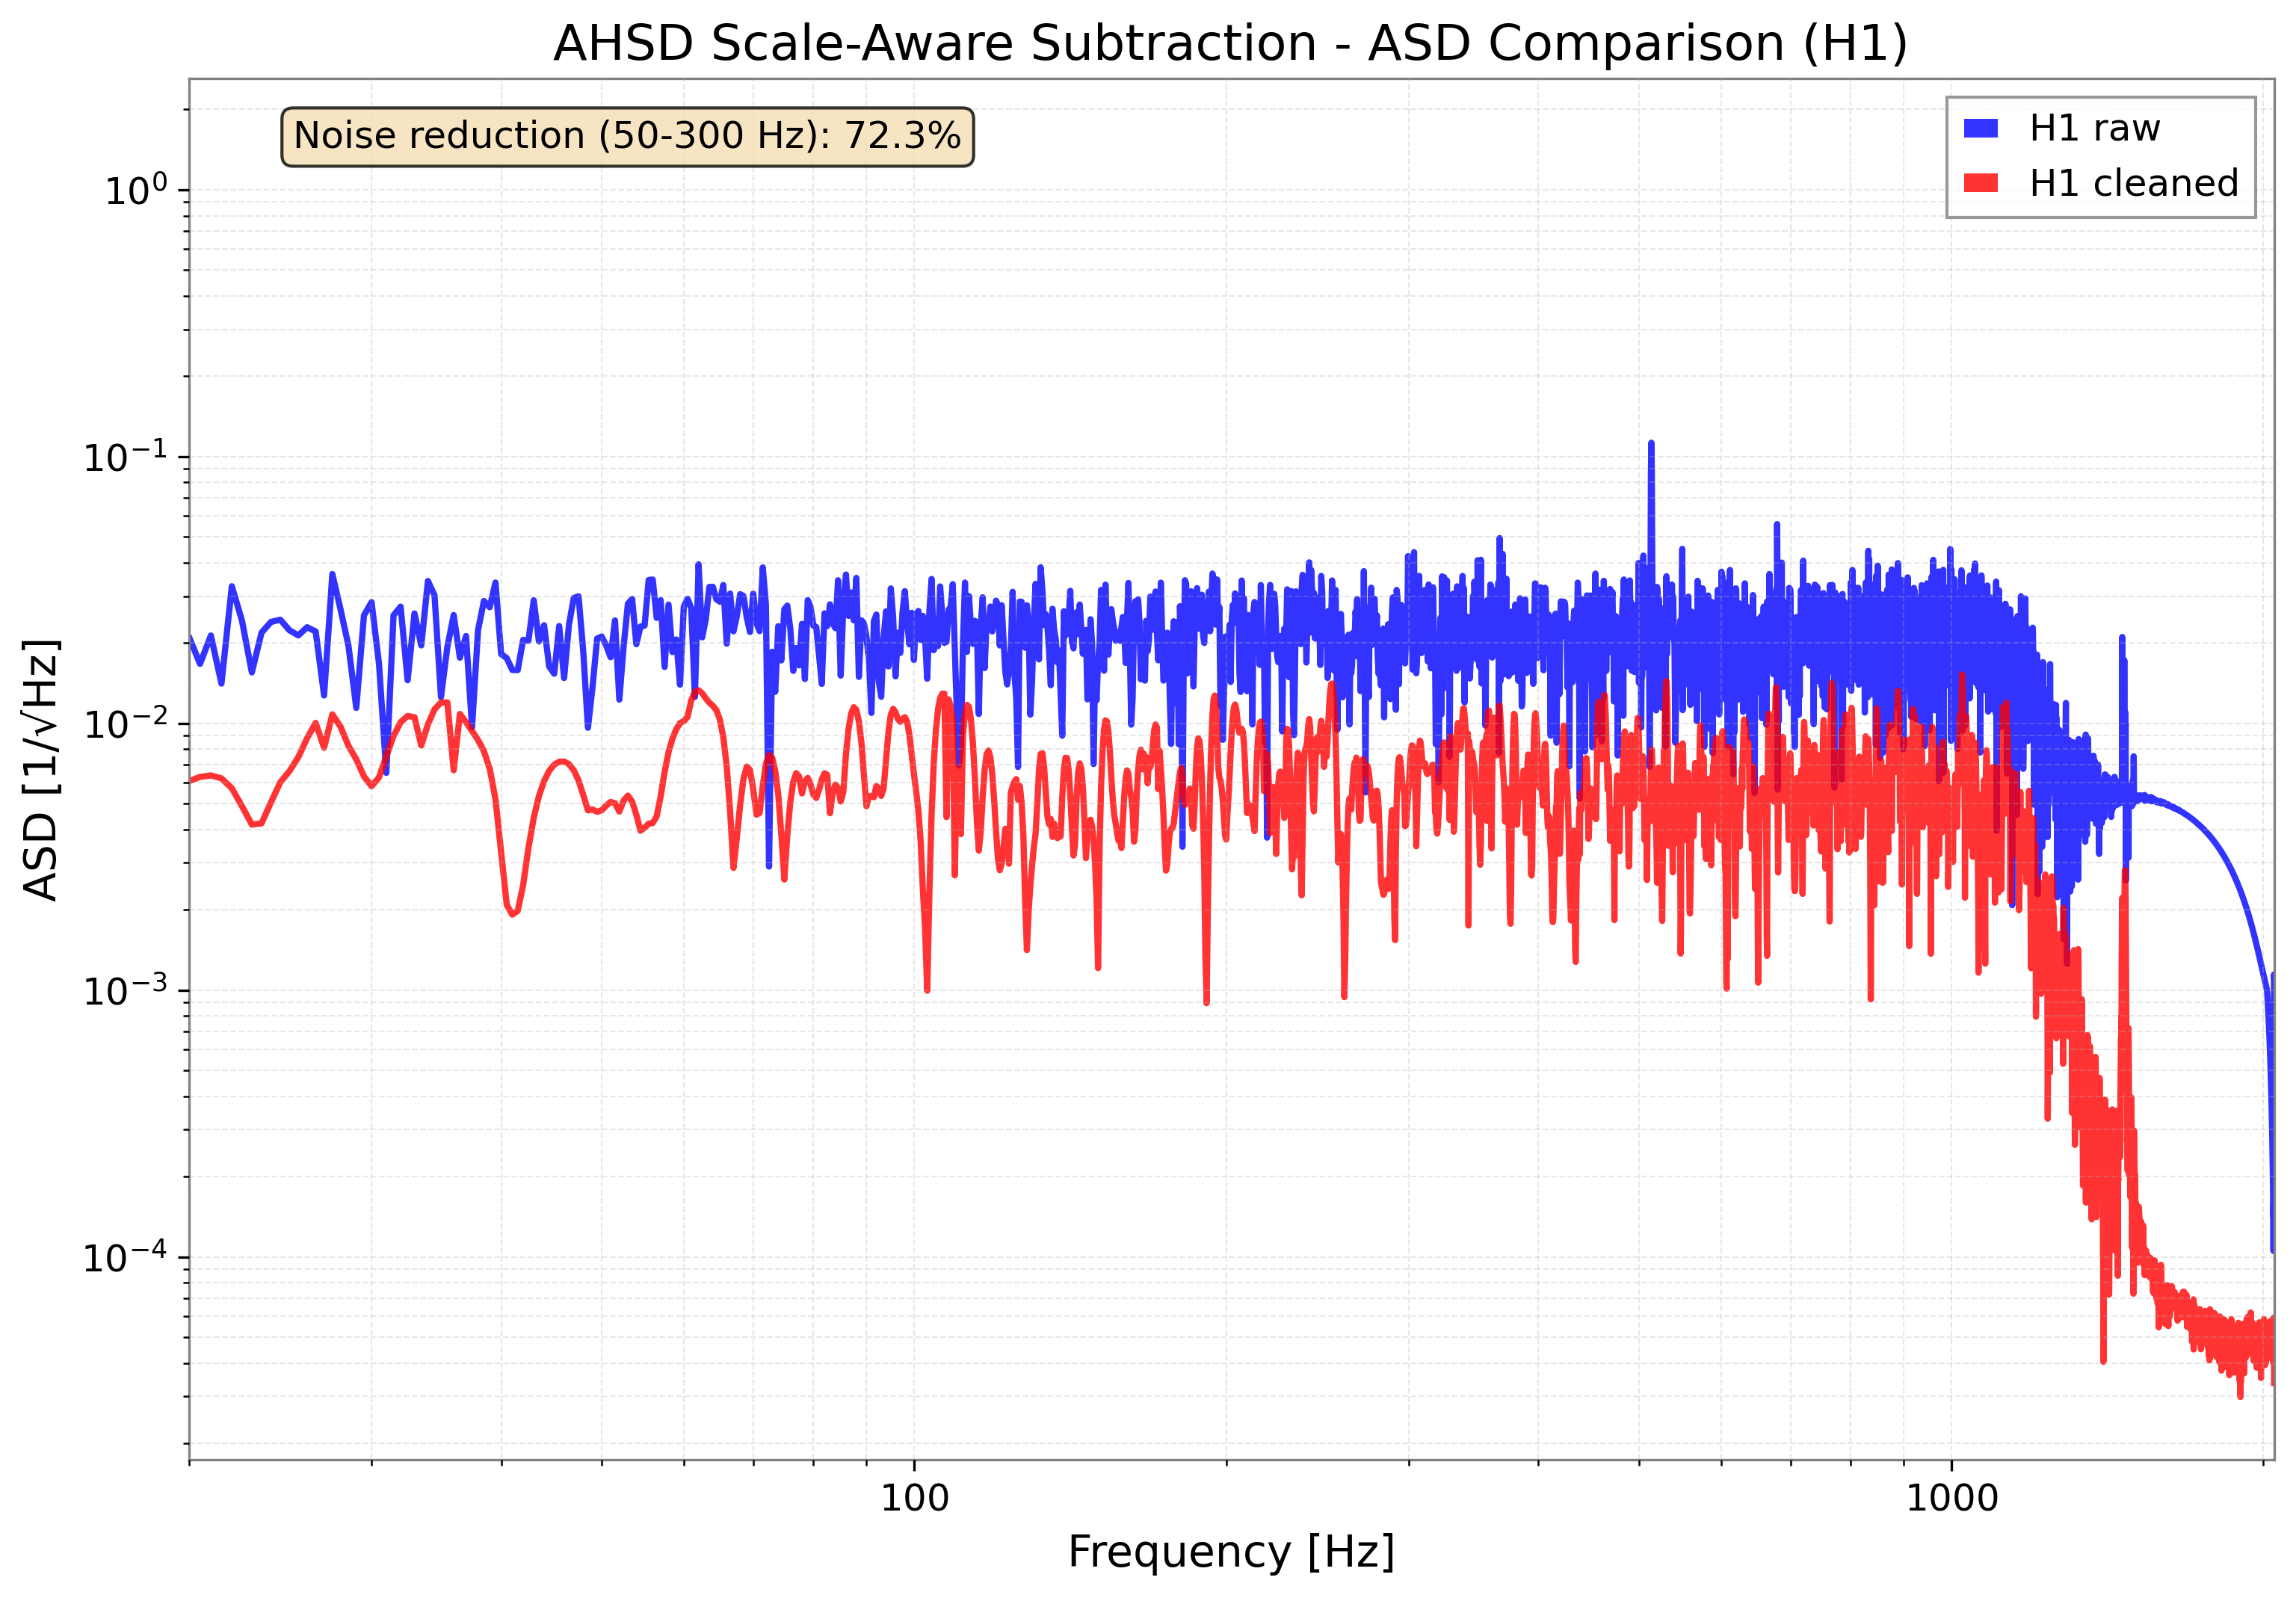 AHSD Scale-Aware Subtraction - ASD Comparison (H1)
Noise reduction (50-300 Hz): 72.3%
H1 raw
H1 cleaned
10⁰
10⁻¹
10⁻²
10⁻³
10⁻⁴
ASD [1/√Hz]
100
1000
Frequency [Hz]